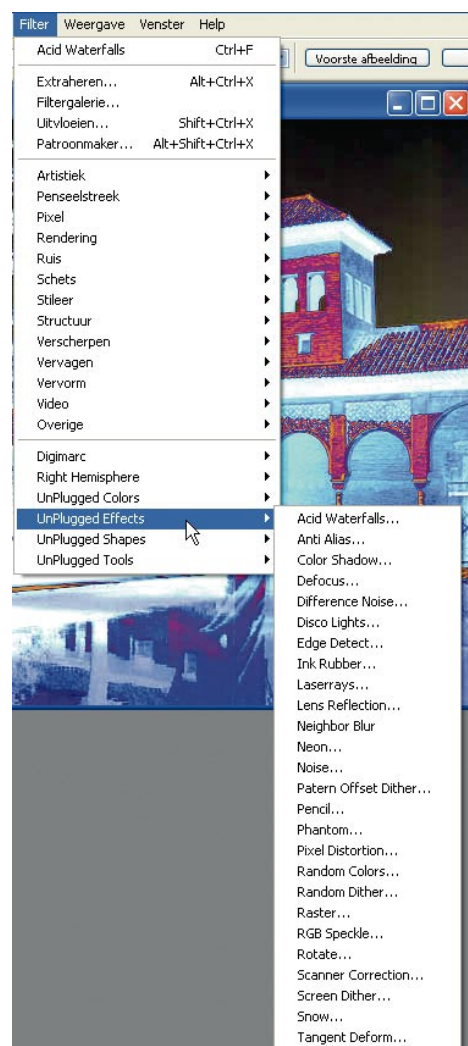 Filter Weergave Venster Help
Acid Waterfalls Ctrl+F
Voorste afbeelding
Extraheren... Alt+Ctrl+X
Filtergalerie...
Uitvloeien... Shift+Ctrl+X
Patroonmaker... Alt+Shift+Ctrl+X
Artistiek
Penseelstreek
Pixel
Rendering
Ruis
Schets
Stileer
Structuur
Verscherpen
Vervagen
Vervorm
Video
Overige
Digimarc
Right Hemisphere
UnPlugged Colors
UnPlugged Effects
UnPlugged Shapes
UnPlugged Tools
Acid Waterfalls...
Anti Alias...
Color Shadow...
Defocus...
Difference Noise...
Disco Lights...
Edge Detect...
Ink Rubber...
Laserrays...
Lens Reflection...
Neighbor Blur
Neon...
Noise...
Patern Offset Dither...
Pencil...
Phantom...
Pixel Distortion...
Random Colors...
Random Dither...
Raster...
RGB Speckle...
Rotate...
Scanner Correction...
Screen Dither...
Snow...
Tangent Deform...